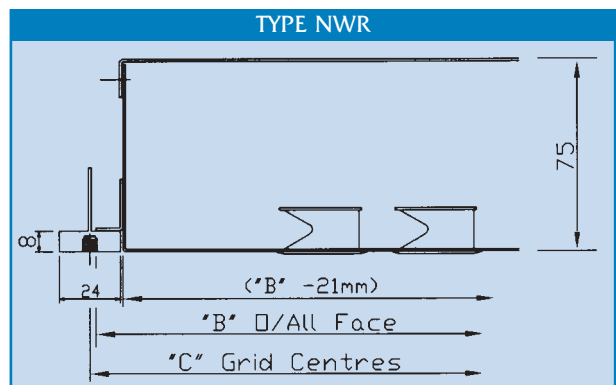 TYPE NWR
75
8
24
("B" -21mm)
"B" O/All Face
"C" Grid Centres